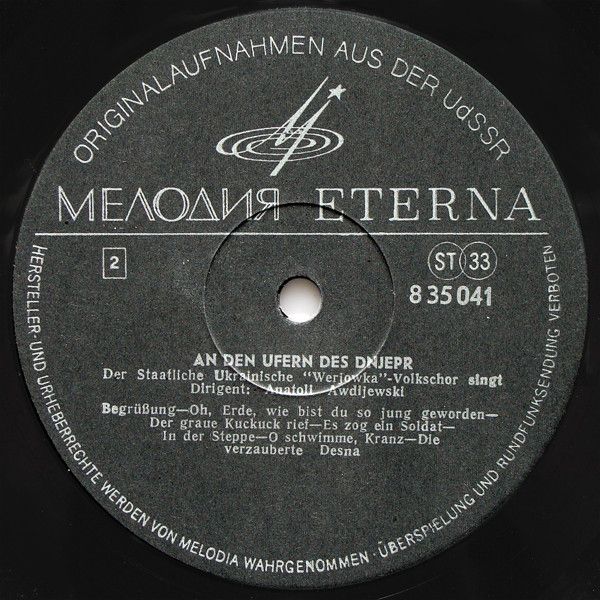 ORIGINALAUFNAHMEN AUS DER UdSSR
МЕЛОДИЯ ETERNA
2
ST 33
8 35 041
AN DEN UFERN DES DNJEPR
Der Staatliche Ukrainische "Werjowka"-Volkschor singt
Dirigent: Anatoli Awdijewski
Begrüßung—Oh, Erde, wie bist du so jung geworden—
Der graue Kuckuck rief—Es zog ein Soldat—
In der Steppe—O schwimme, Kranz—Die
verzauberte Desna
HERSTELLER-UND URHEBERRECHTE WERDEN VON MELODIA WAHRGENOMMEN · ÜBERSPIELUNG UND RUNDFUNKSENDUNG VERBOTEN